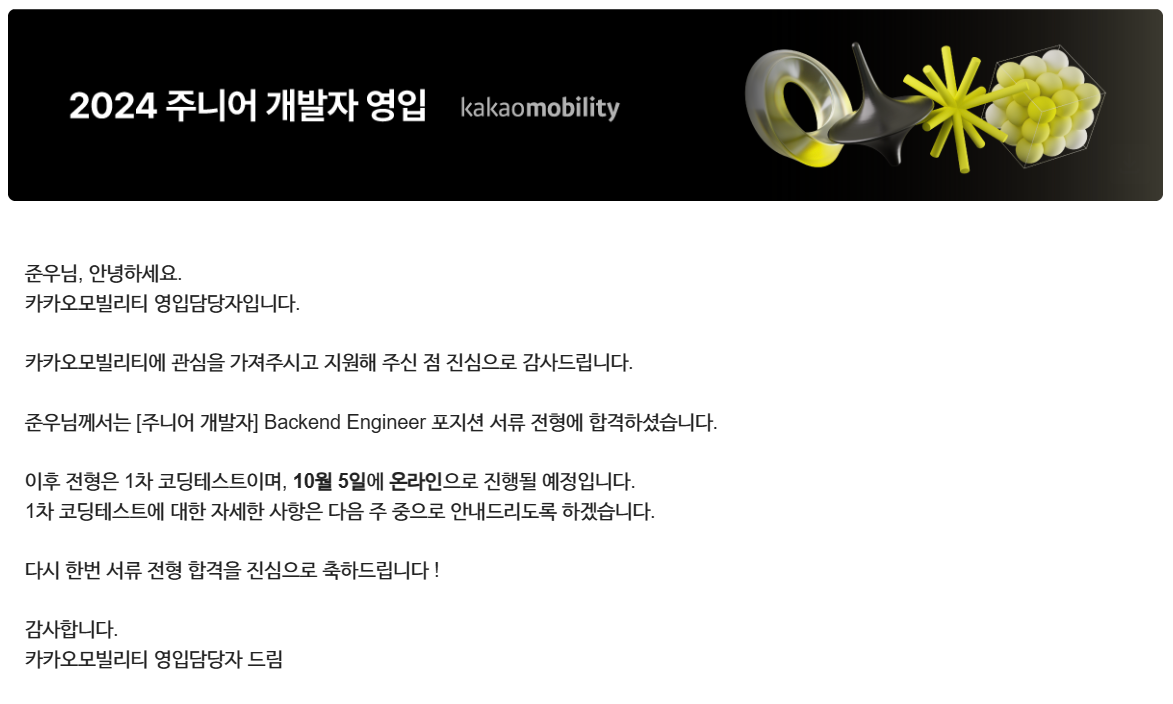 2024 주니어 개발자 영입 kakaomobility
준우님, 안녕하세요.
카카오모빌리티 영입담당자입니다.
카카오모빌리티에 관심을 가져주시고 지원해 주신 점 진심으로 감사드립니다.
준우님께서는 [주니어 개발자] Backend Engineer 포지션 서류 전형에 합격하셨습니다.
이후 전형은 1차 코딩테스트이며, 10월 5일에 온라인으로 진행될 예정입니다.
1차 코딩테스트에 대한 자세한 사항은 다음 주 중으로 안내드리도록 하겠습니다.
다시 한번 서류 전형 합격을 진심으로 축하드립니다 !
감사합니다.
카카오모빌리티 영입담당자 드림